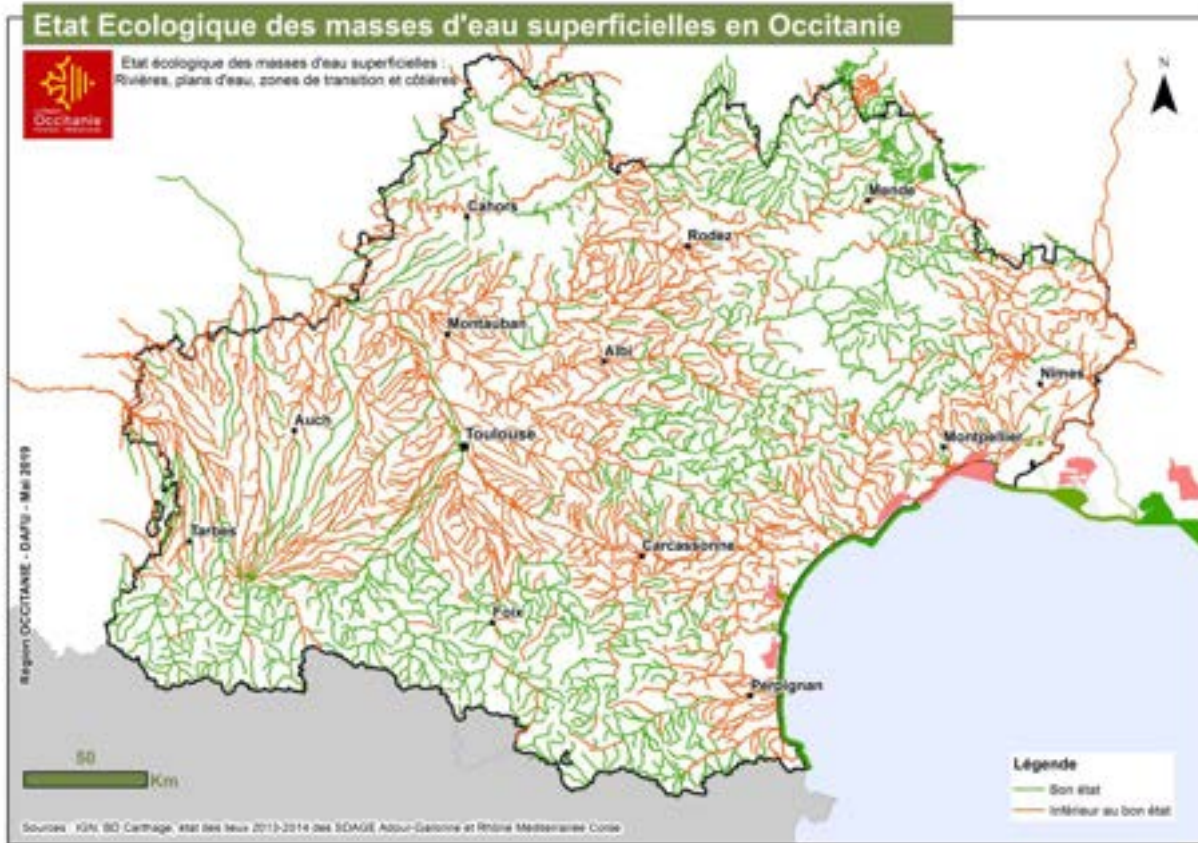 Etat Ecologique des masses d'eau superficielles en Occitanie
Etat écologique des masses d'eau superficielles :
Rivières, plans d'eau, zones de transition et côtières
Occitanie
N
Cahors
Mende
Rodez
Montauban
Albi
Nîmes
Auch
Toulouse
Montpellier
Tarbes
Carcassonne
Foix
Perpignan
Région OCCITANIE - DAFU - Mai 2019
50
Km
Légende
Bon état
Inférieur au bon état
Sources : IGN, BD Carthage, état des lieux 2013-2014 des SDAGE Adour-Garonne et Rhône Méditerranée Corse